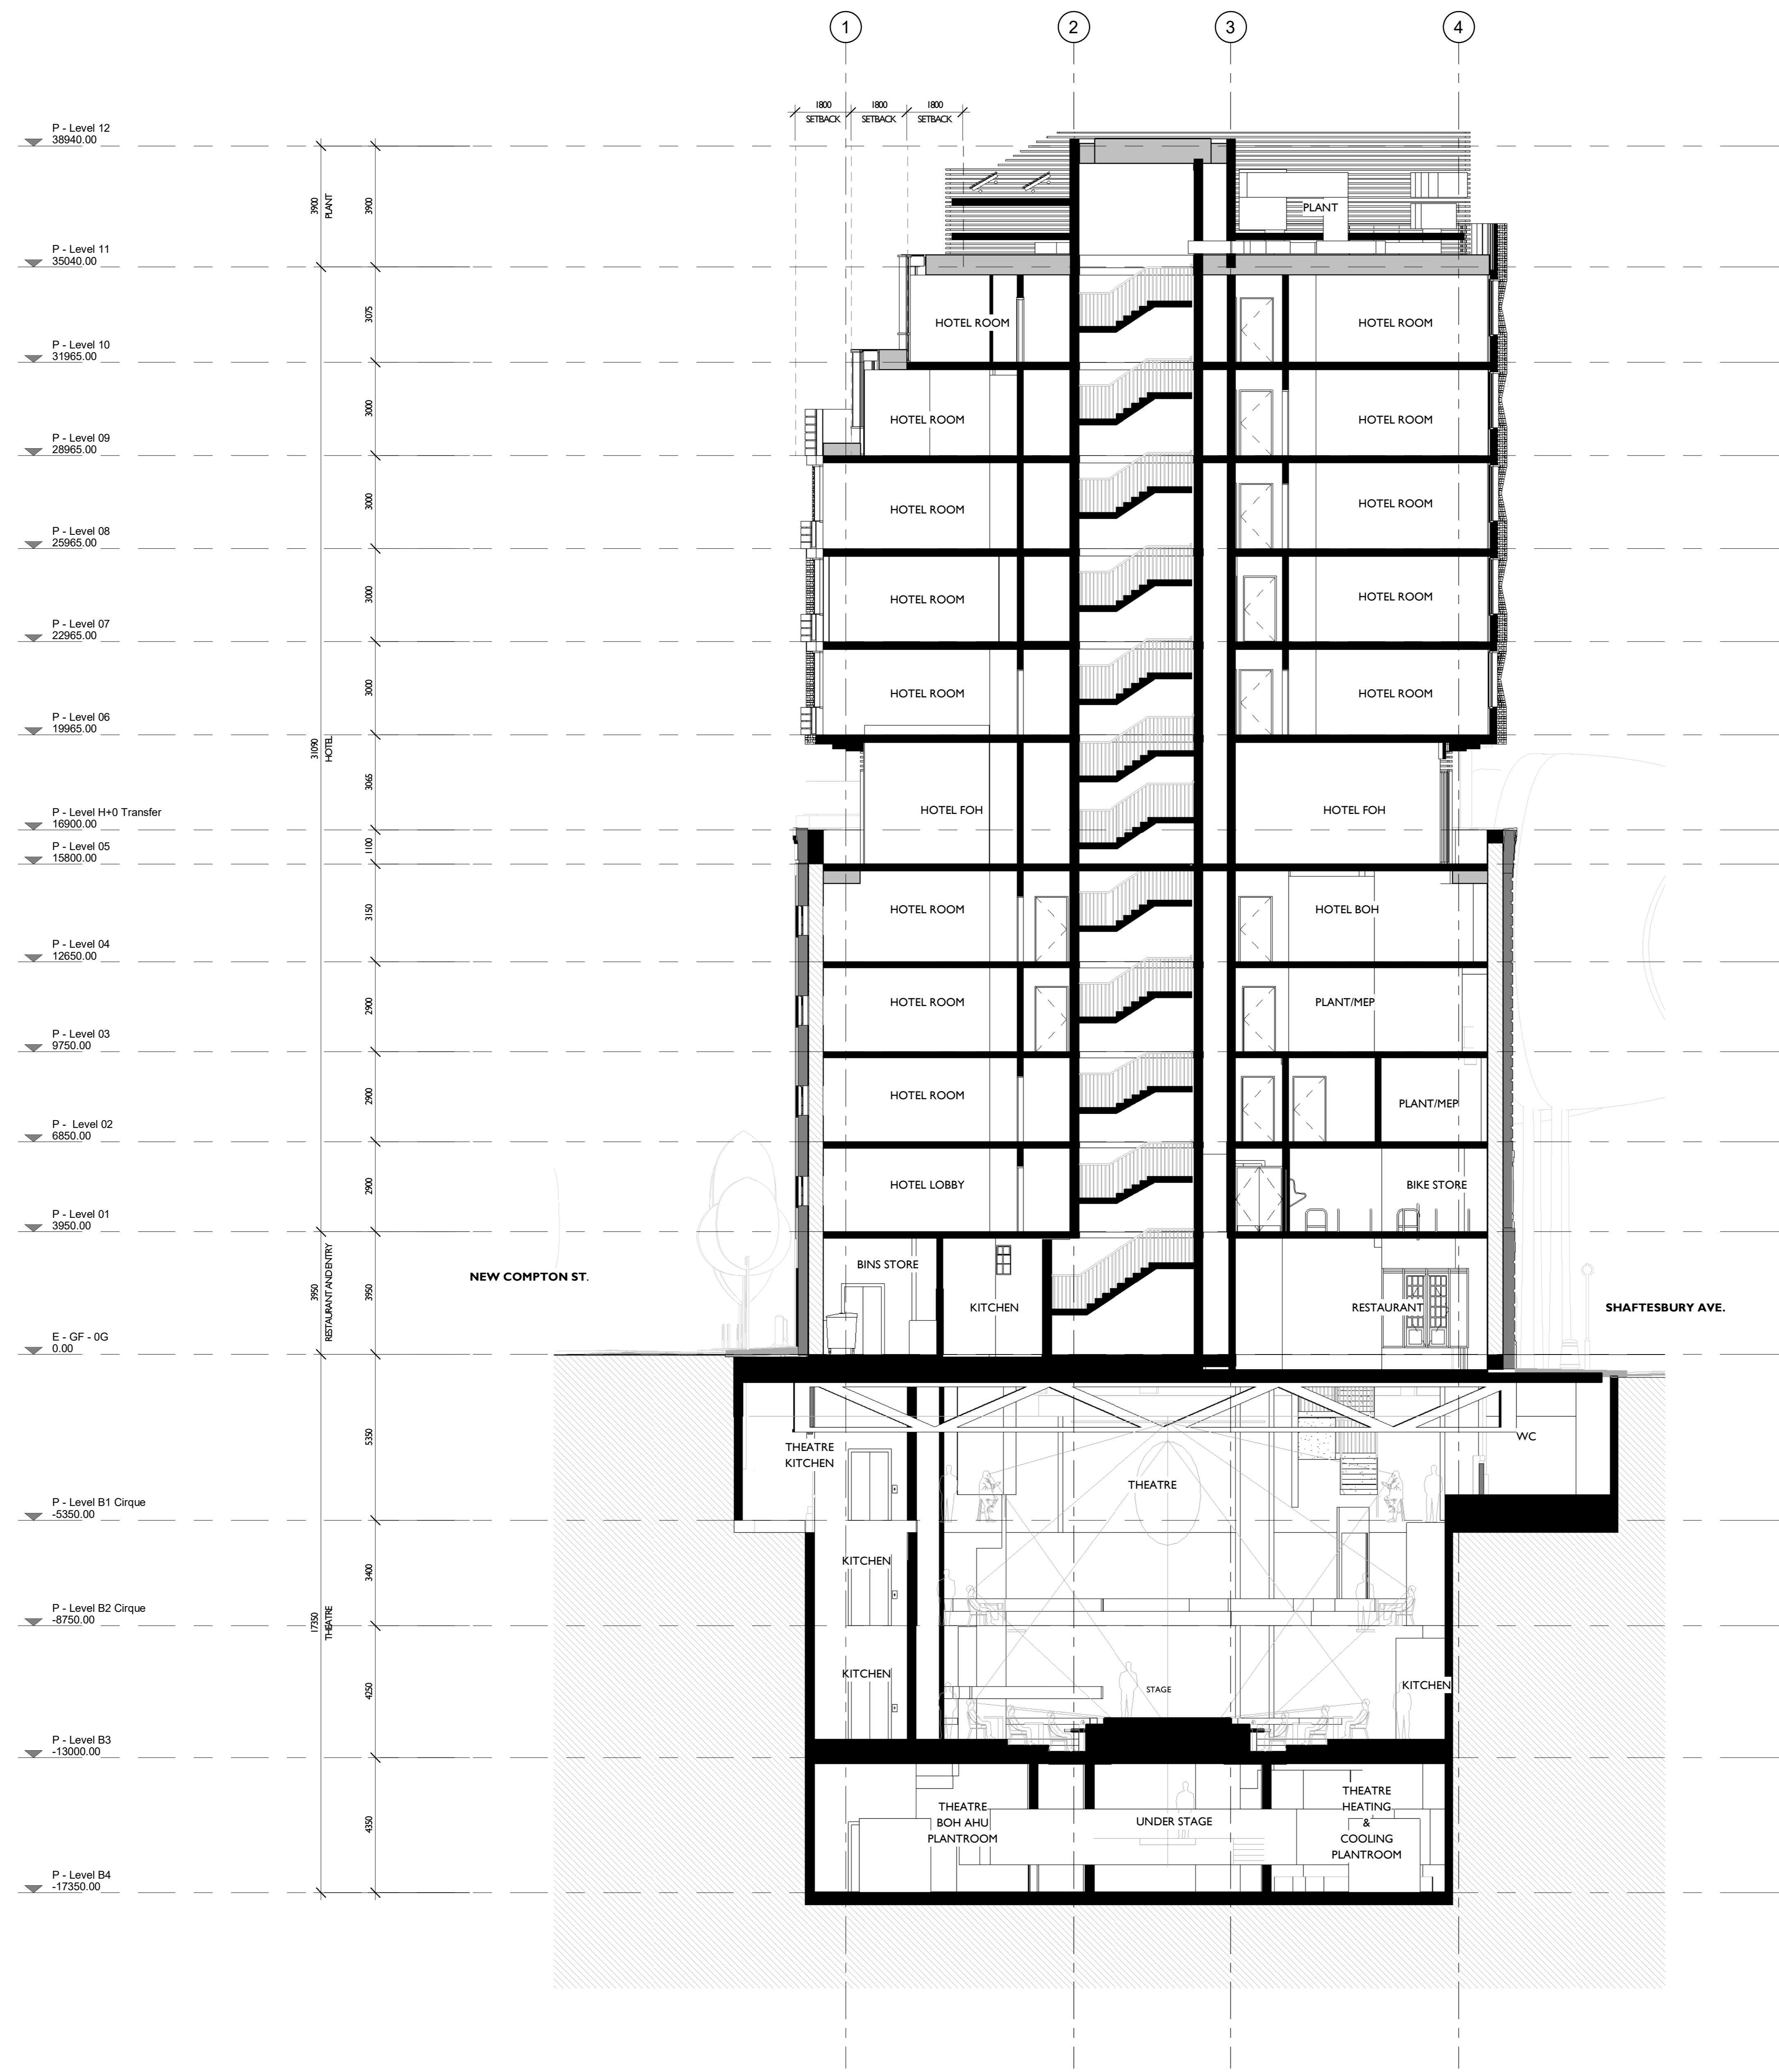 1
2
3
4
1800
1800
1800
SETBACK
SETBACK
SETBACK
P - Level 12
38940.00
3900
PLANT
3900
PLANT
P - Level 11
35040.00
3075
HOTEL ROOM
HOTEL ROOM
P - Level 10
31965.00
3000
HOTEL ROOM
HOTEL ROOM
P - Level 09
28965.00
3000
HOTEL ROOM
HOTEL ROOM
P - Level 08
25965.00
3000
HOTEL ROOM
HOTEL ROOM
P - Level 07
22965.00
3000
HOTEL ROOM
HOTEL ROOM
P - Level 06
19965.00
31090
HOTEL
3065
HOTEL FOH
HOTEL FOH
P - Level H+0 Transfer
16900.00
1100
P - Level 05
15800.00
3150
HOTEL ROOM
HOTEL BOH
P - Level 04
12650.00
2900
HOTEL ROOM
PLANT/MEP
P - Level 03
9750.00
2900
HOTEL ROOM
PLANT/MEP
P - Level 02
6850.00
2900
HOTEL LOBBY
BIKE STORE
P - Level 01
3950.00
3950
RESTAURANT AND ENTRY
3950
BINS STORE
NEW COMPTON ST.
KITCHEN
RESTAURANT
SHAFTESBURY AVE.
E - GF - 0G
0.00
5350
THEATRE
KITCHEN
WC
THEATRE
P - Level B1 Cirque
-5350.00
3400
KITCHEN
P - Level B2 Cirque
-8750.00
17350
THEATRE
4250
KITCHEN
STAGE
KITCHEN
P - Level B3
-13000.00
4350
THEATRE
BOH AHU
PLANTROOM
UNDER STAGE
THEATRE
HEATING
&
COOLING
PLANTROOM
P - Level B4
-17350.00